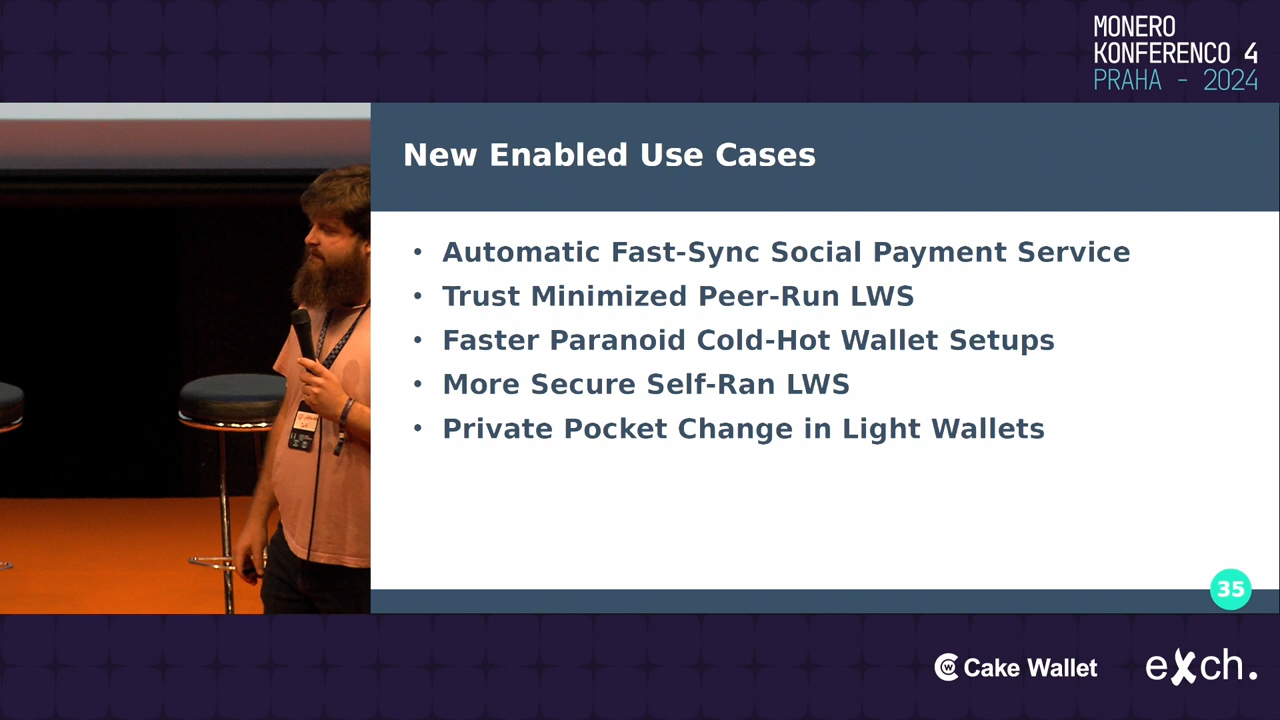 MONERO
KONFERENCO 4
PRAHA - 2024
New Enabled Use Cases
• Automatic Fast-Sync Social Payment Service
• Trust Minimized Peer-Run LWS
• Faster Paranoid Cold-Hot Wallet Setups
• More Secure Self-Ran LWS
• Private Pocket Change in Light Wallets
35
Cake Wallet
exch.